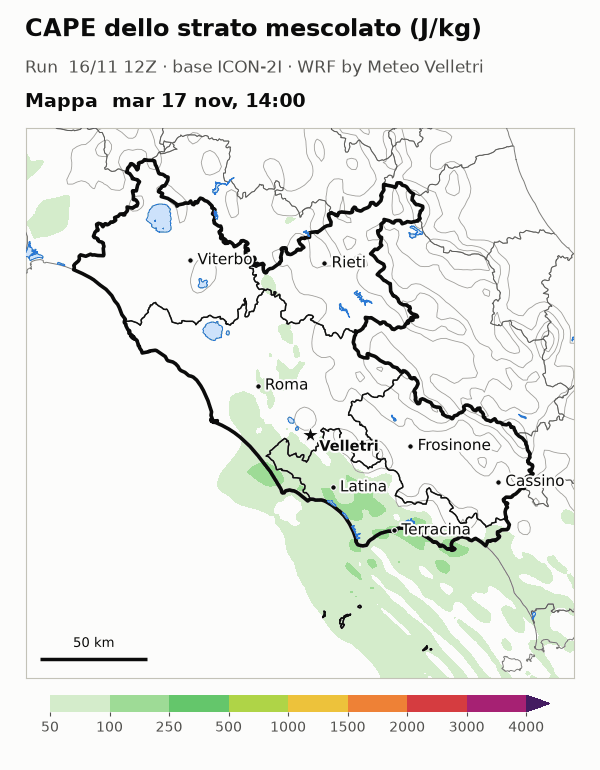 CAPE dello strato mescolato (J/kg)
Run  16/11 12Z · base ICON-2I · WRF by Meteo Velletri
Mappa  mar 17 nov, 14:00
Viterbo
Rieti
Roma
Velletri
Frosinone
Latina
Cassino
Terracina
50 km
50 100 250 500 1000 1500 2000 3000 4000